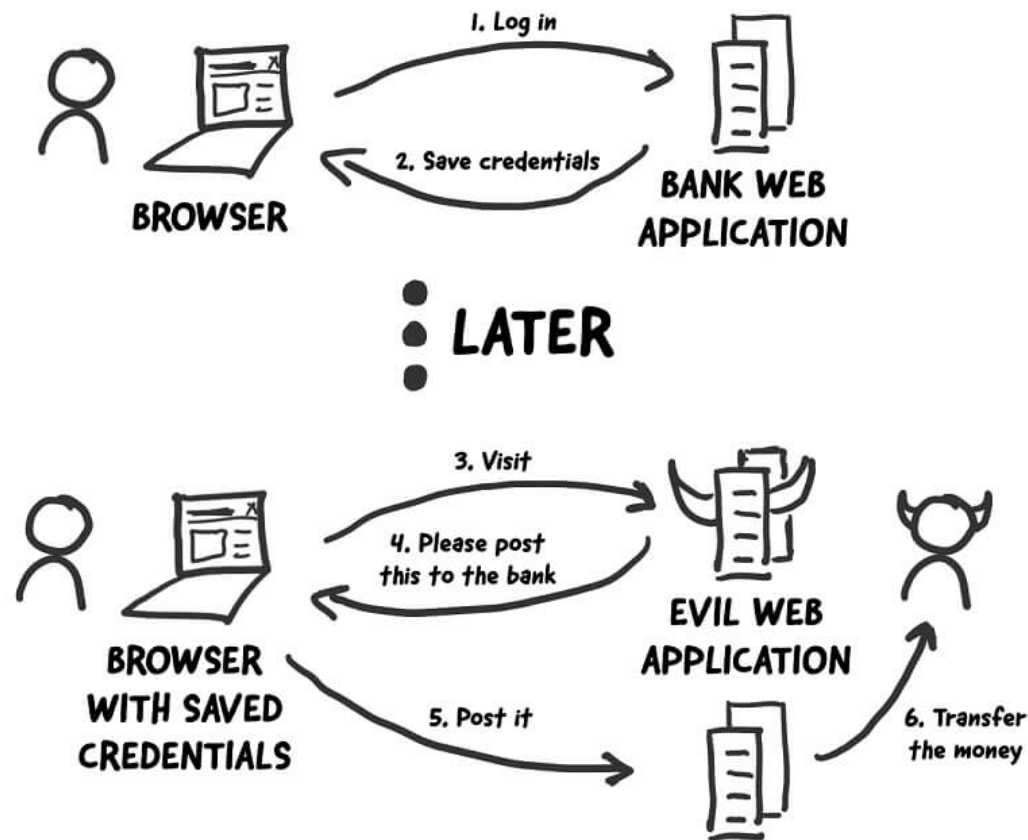 1. Log in
2. Save credentials
BROWSER
BANK WEB
APPLICATION
LATER
3. Visit
4. Please post
this to the bank
EVIL WEB
APPLICATION
BROWSER
WITH SAVED
CREDENTIALS
5. Post it
6. Transfer
the money